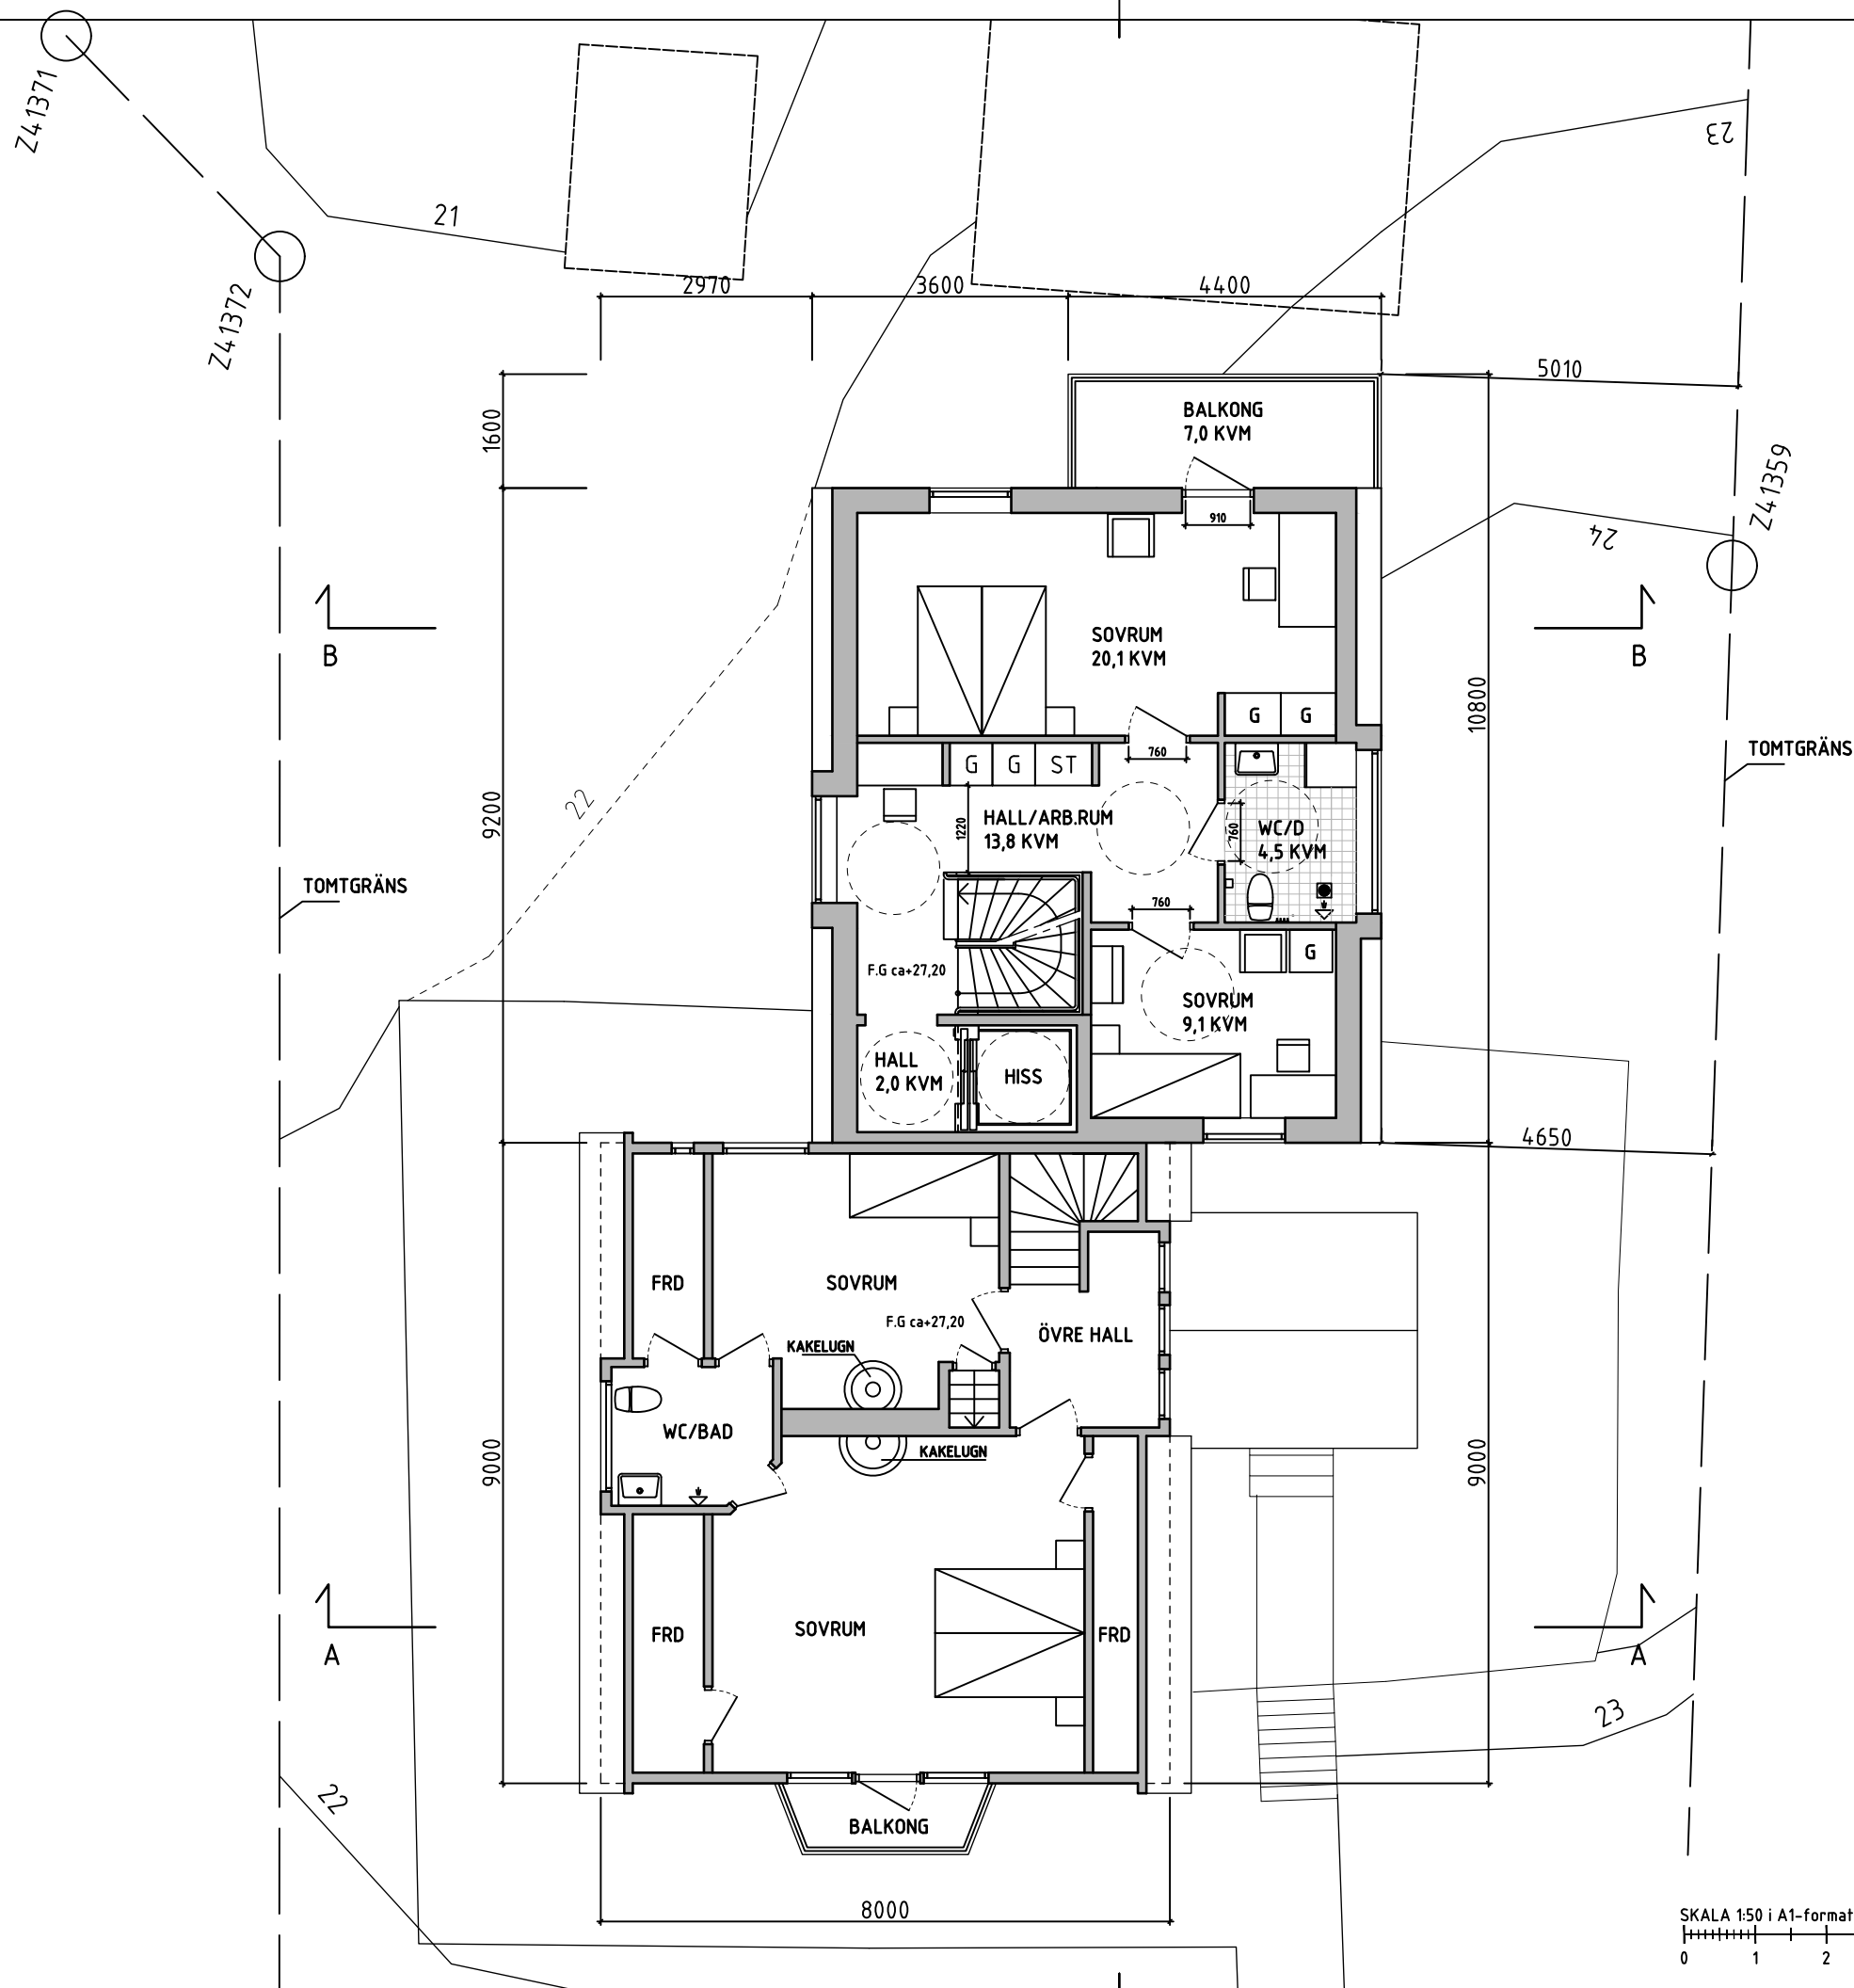 Z41371
23
21
Z41372
2970
3600
4400
5010
1600
BALKONG
7,0 KVM
Z41359
910
24
SOVRUM
20,1 KVM
B
B
10800
G
G
760
TOMTGRÄNS
G
G
ST
22
9200
1220
HALL/ARB.RUM
13,8 KVM
760
WC/D
4,5 KVM
TOMTGRÄNS
760
G
F.G ca+27,20
SOVRUM
9,1 KVM
HALL
2,0 KVM
HISS
4650
FRD
SOVRUM
F.G ca+27,20
ÖVRE HALL
KAKELUGN
WC/BAD
KAKELUGN
9000
9000
FRD
SOVRUM
FRD
A
A
23
22
BALKONG
8000
SKALA 1:50 i A1-format
0 1 2